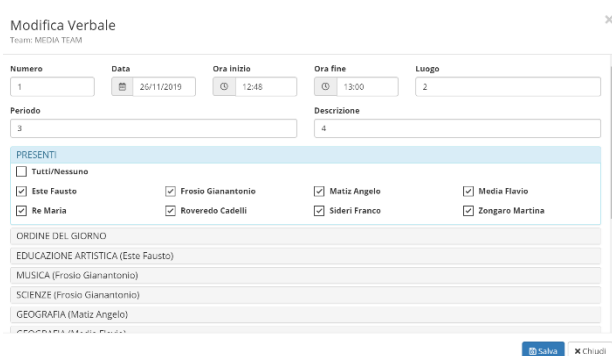 Modifica Verbale
Team: MEDIA TEAM
Numero Data Ora inizio Ora fine Luogo
1 26/11/2019 12:48 13:00 2
Periodo Descrizione
3 4
PRESENTI
Tutti/Nessuno
Este Fausto Frosio Gianantonio Matiz Angelo Media Flavio
Re Maria Roveredo Cadelli Sideri Franco Zongaro Martina
ORDINE DEL GIORNO
EDUCAZIONE ARTISTICA (Este Fausto)
MUSICA (Frosio Gianantonio)
SCIENZE (Frosio Gianantonio)
GEOGRAFIA (Matiz Angelo)
GEOGRAFIA (Media Flavio)
Salva Chiudi